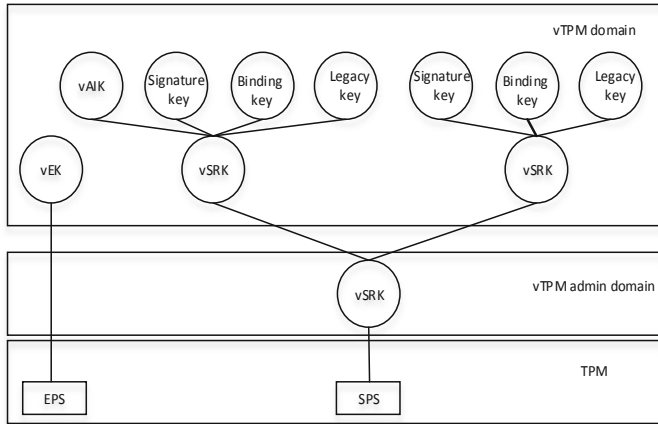 vTPM domain
vAIK
Signature
key
Binding
key
Legacy
key
Signature
key
Binding
key
Legacy
key
vEK
vSRK
vSRK
vSRK
vTPM admin domain
TPM
EPS
SPS